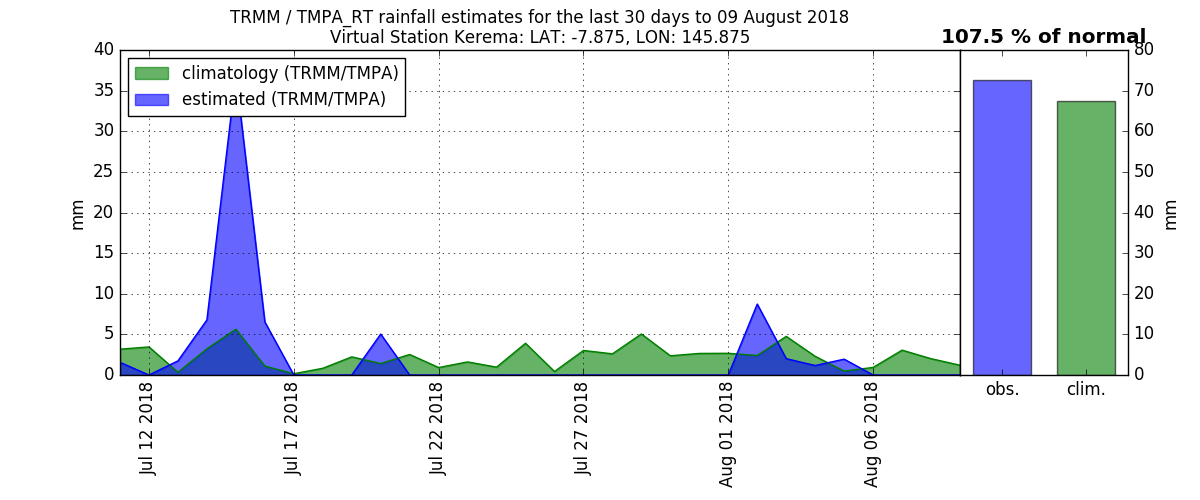 TRMM / TMPA_RT rainfall estimates for the last 30 days to 09 August 2018
Virtual Station Kerema: LAT: -7.875, LON: 145.875
107.5 % of normal
climatology (TRMM/TMPA)
estimated (TRMM/TMPA)
40
35
30
25
20
15
10
5
0
mm
80
70
60
50
40
30
20
10
0
mm
Jul 12 2018
Jul 17 2018
Jul 22 2018
Jul 27 2018
Aug 01 2018
Aug 06 2018
obs.
clim.